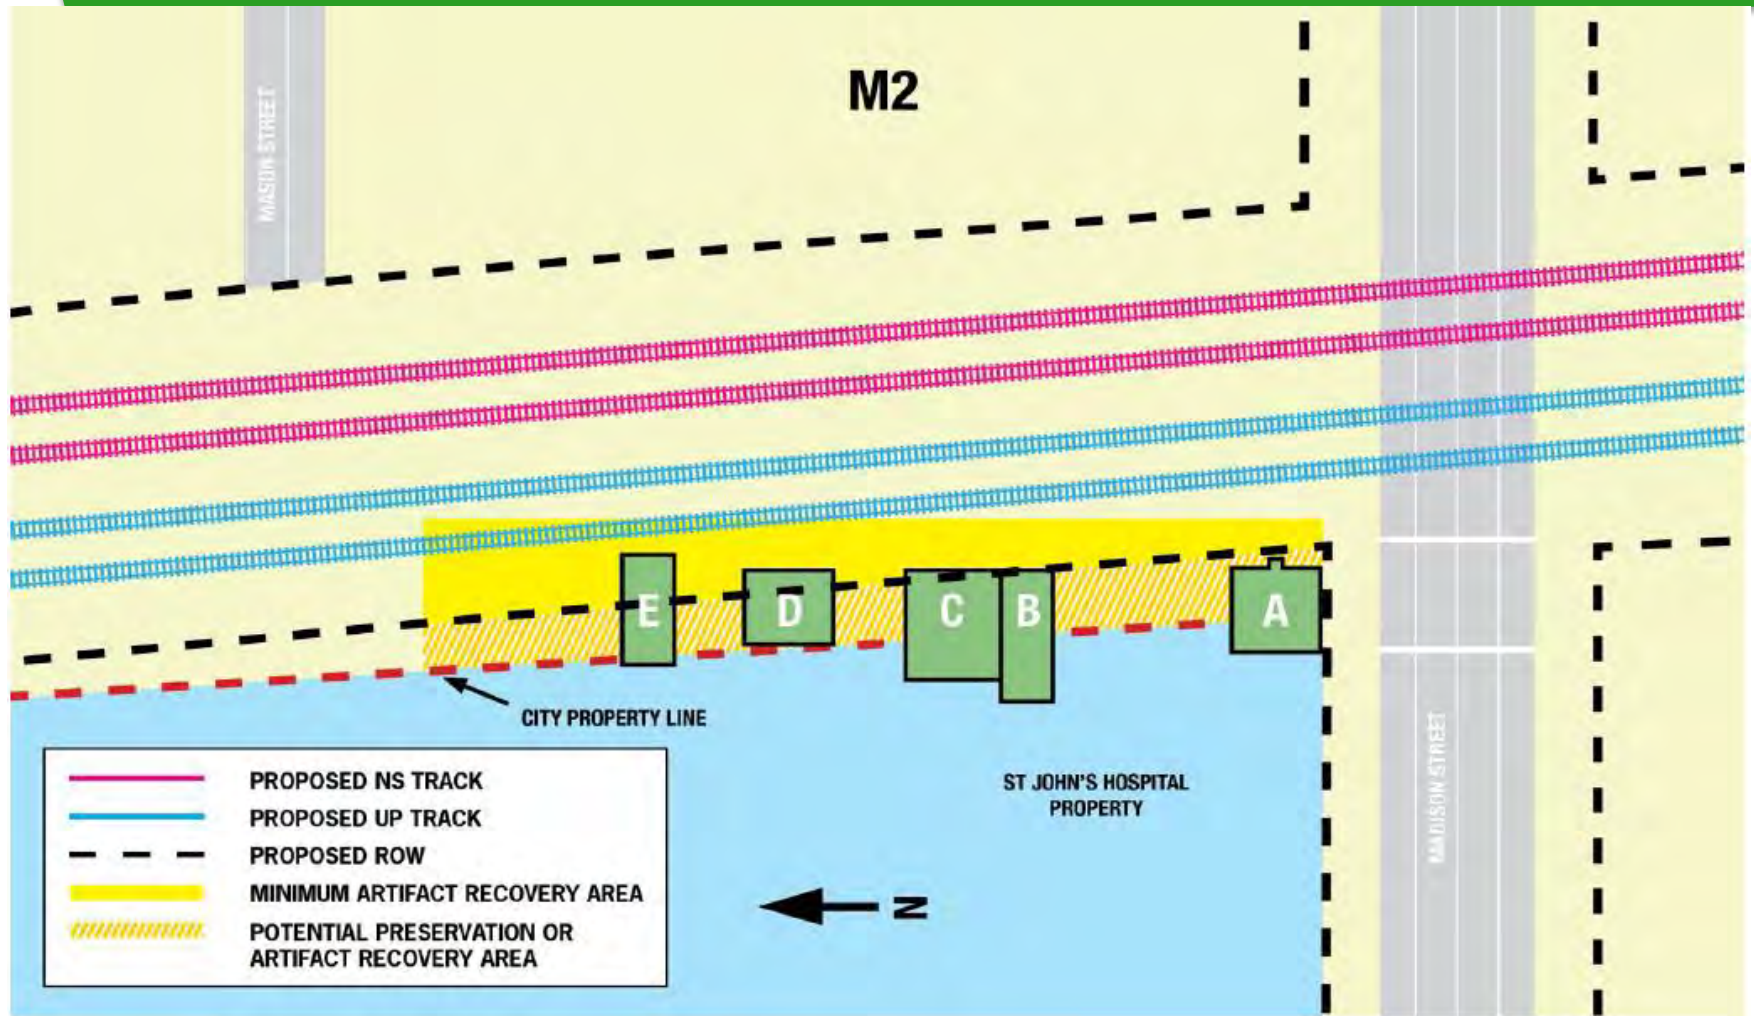 M2
MASON STREET
E
D
C
B
A
CITY PROPERTY LINE
ST JOHN'S HOSPITAL
PROPERTY
MADISON STREET
N
PROPOSED NS TRACK
PROPOSED UP TRACK
PROPOSED ROW
MINIMUM ARTIFACT RECOVERY AREA
POTENTIAL PRESERVATION OR
ARTIFACT RECOVERY AREA